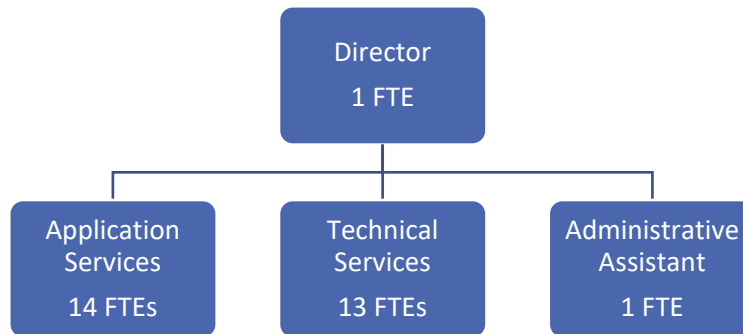 Director
1 FTE
Application
Services
14 FTEs
Technical
Services
13 FTEs
Administrative
Assistant
1 FTE